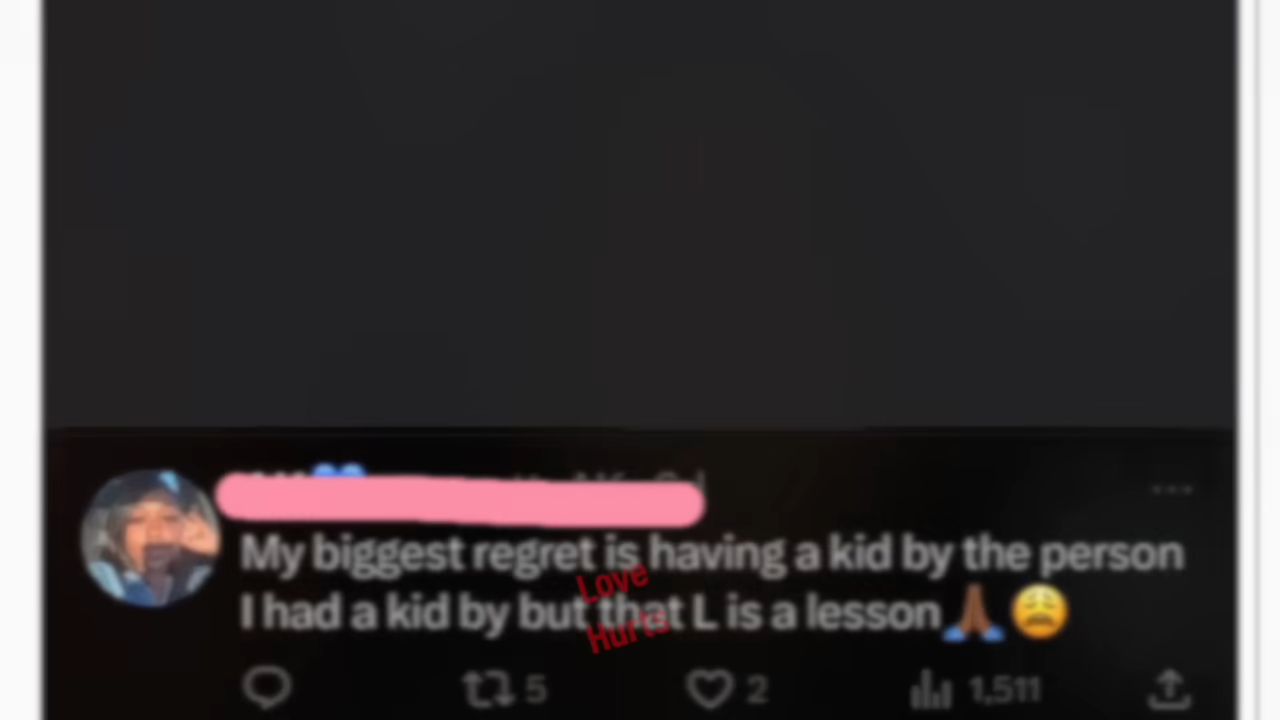 My biggest regret is having a kid by the person
I had a kid by but that L is a lesson🙏🏾😩
Love
Hurts
5
2
1,511